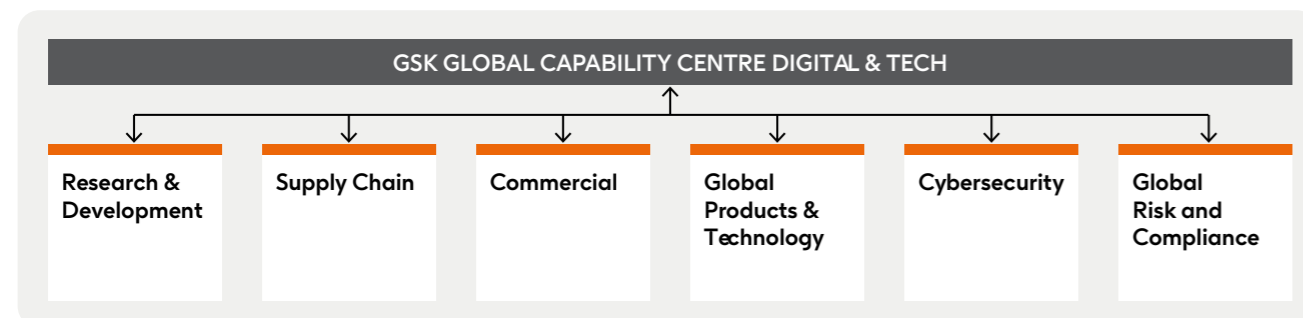 GSK GLOBAL CAPABILITY CENTRE DIGITAL & TECH
Research &
Development
Supply Chain
Commercial
Global
Products &
Technology
Cybersecurity
Global
Risk and
Compliance